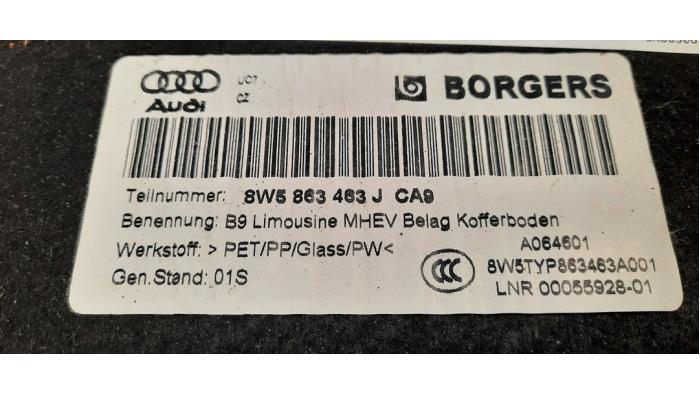 Audi
UC7
CZ
BORGERS
Teilnummer: 8W5 863 463 J CA9
Benennung: B9 Limousine MHEV Belag Kofferboden
Werkstoff: > PET/PP/Glass/PW<
A064601
Gen.Stand: 01S
CCC
8W5TYP863463A001
LNR 00055928-01